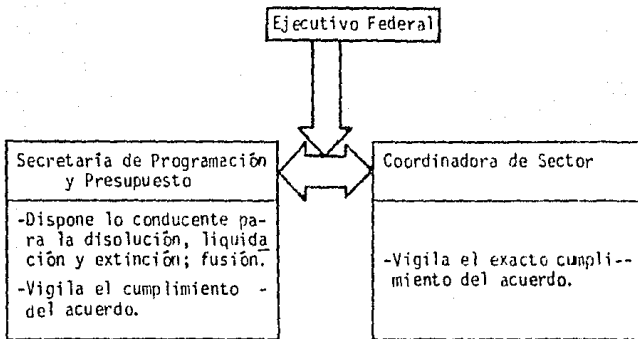 Ejecutivo Federal
Secretaría de Programación
y Presupuesto
-Dispone lo conducente pa-
ra la disolución, liquida
ción y extinción; fusión.
-Vigila el cumplimiento -
del acuerdo.
Coordinadora de Sector
-Vigila el exacto cumpli--
miento del acuerdo.